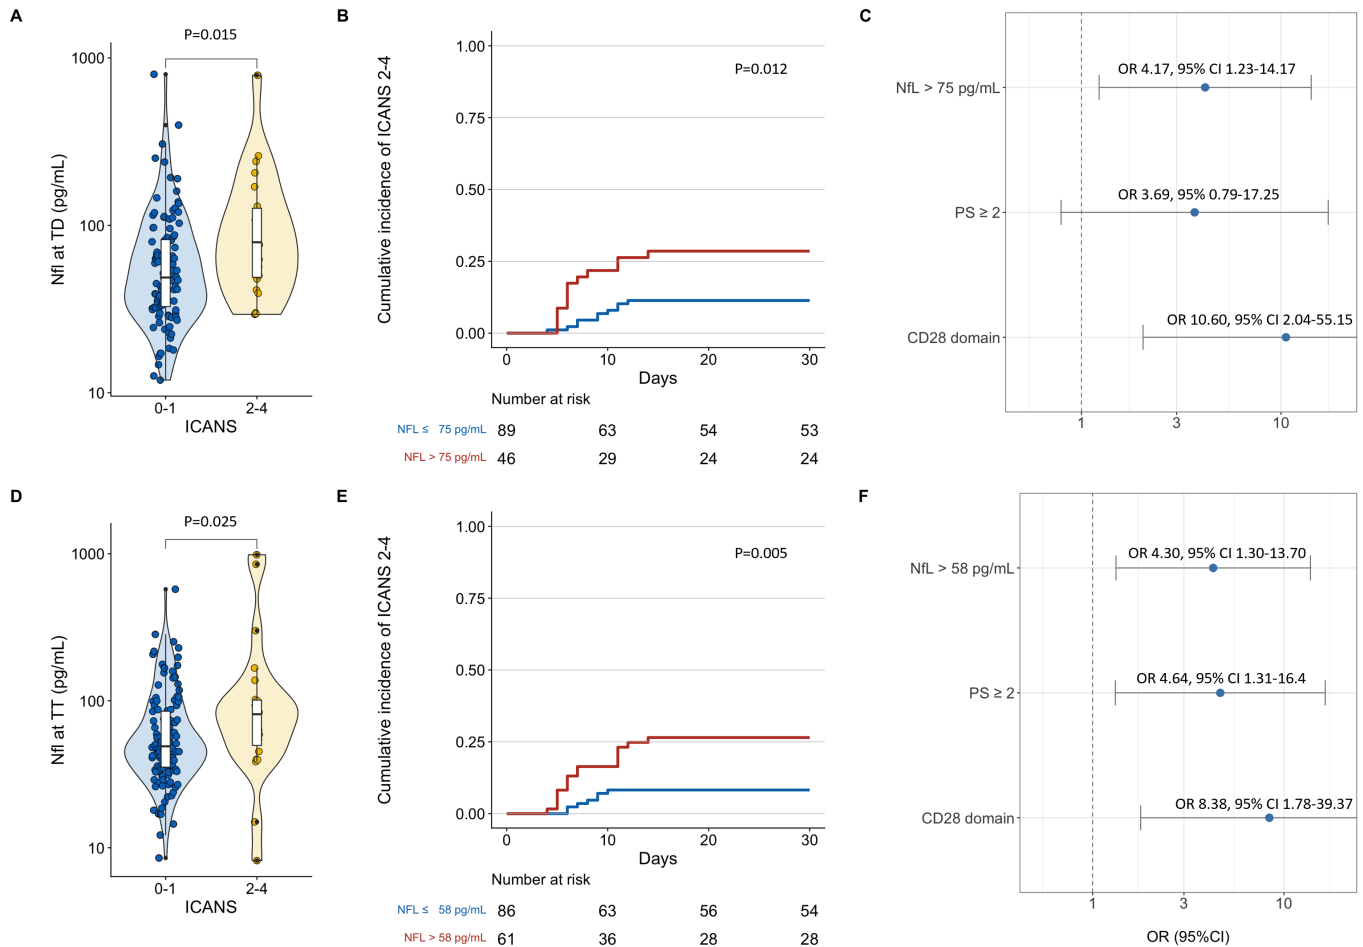 A
P=0.015
1000
100
10
Nfl at TD (pg/mL)
0-1
2-4
ICANS
B
Cumulative incidence of ICANS 2-4
1.00
0.75
0.50
0.25
0.00
P=0.012
0
10
20
30
Days
Number at risk
NFL ≤ 75 pg/mL 89 63 54 53
NFL > 75 pg/mL 46 29 24 24
C
NfL > 75 pg/mL
OR 4.17, 95% CI 1.23-14.17
PS ≥ 2
OR 3.69, 95% 0.79-17.25
CD28 domain
OR 10.60, 95% CI 2.04-55.15
1
3
10
D
P=0.025
1000
100
10
Nfl at TT (pg/mL)
0-1
2-4
ICANS
E
Cumulative incidence of ICANS 2-4
1.00
0.75
0.50
0.25
0.00
P=0.005
0
10
20
30
Days
Number at risk
NFL ≤ 58 pg/mL 86 63 56 54
NFL > 58 pg/mL 61 36 28 28
F
NfL > 58 pg/mL
OR 4.30, 95% CI 1.30-13.70
PS ≥ 2
OR 4.64, 95% CI 1.31-16.4
CD28 domain
OR 8.38, 95% CI 1.78-39.37
1
3
10
OR (95%CI)